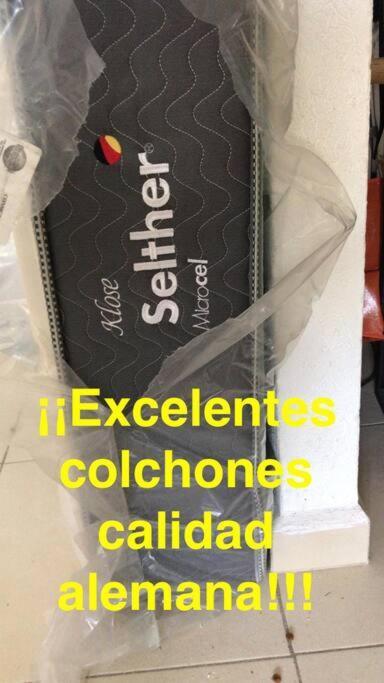 Klose
Selther®
Microcel
¡¡Excelentes
colchones
calidad
alemana!!!